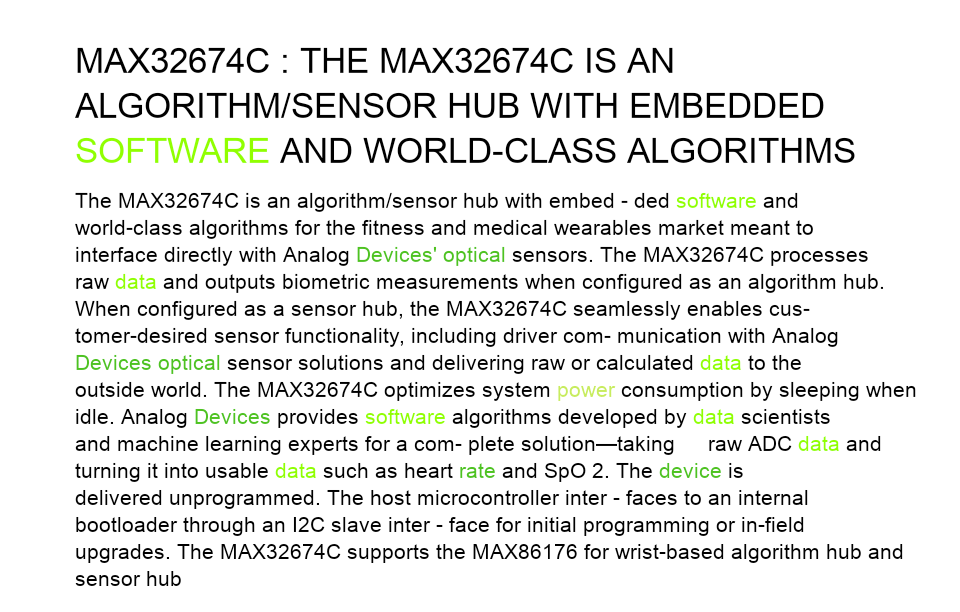 MAX32674C : THE MAX32674C IS AN
ALGORITHM/SENSOR HUB WITH EMBEDDED
SOFTWARE AND WORLD-CLASS ALGORITHMS
The MAX32674C is an algorithm/sensor hub with embed - ded software and
world-class algorithms for the fitness and medical wearables market meant to
interface directly with Analog Devices' optical sensors. The MAX32674C processes
raw data and outputs biometric measurements when configured as an algorithm hub.
When configured as a sensor hub, the MAX32674C seamlessly enables cus-
tomer-desired sensor functionality, including driver com- munication with Analog
Devices optical sensor solutions and delivering raw or calculated data to the
outside world. The MAX32674C optimizes system power consumption by sleeping when
idle. Analog Devices provides software algorithms developed by data scientists
and machine learning experts for a com- plete solution—taking raw ADC data and
turning it into usable data such as heart rate and SpO 2. The device is
delivered unprogrammed. The host microcontroller inter - faces to an internal
bootloader through an I2C slave inter - face for initial programming or in-field
upgrades. The MAX32674C supports the MAX86176 for wrist-based algorithm hub and
sensor hub